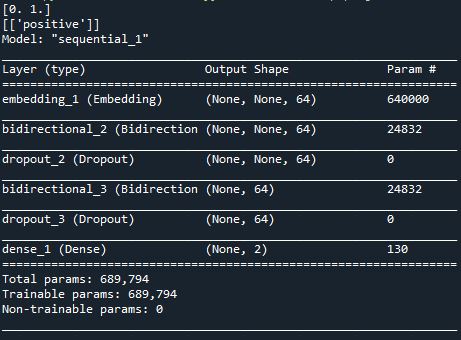 [0. 1.]
[['positive']]
Model: "sequential_1"
Layer (type) Output Shape Param #
=================================================================
embedding_1 (Embedding) (None, None, 64) 640000
bidirectional_2 (Bidirection (None, None, 64) 24832
dropout_2 (Dropout) (None, None, 64) 0
bidirectional_3 (Bidirection (None, 64) 24832
dropout_3 (Dropout) (None, 64) 0
dense_1 (Dense) (None, 2) 130
=================================================================
Total params: 689,794
Trainable params: 689,794
Non-trainable params: 0